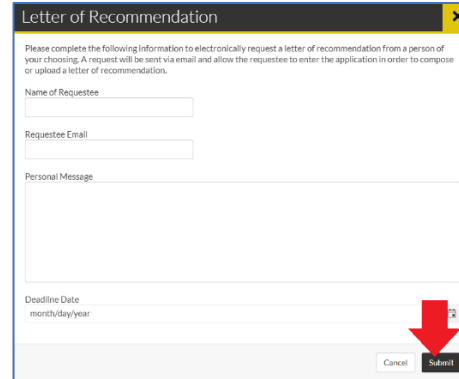 Letter of Recommendation
Please complete the following information to electronically request a letter of recommendation from a person of
your choosing. A request will be sent via email and allow the requestee to enter the application in order to compose
or upload a letter of recommendation.
Name of Requestee
Requestee Email
Personal Message
Deadline Date
month/day/year
Cancel Submit